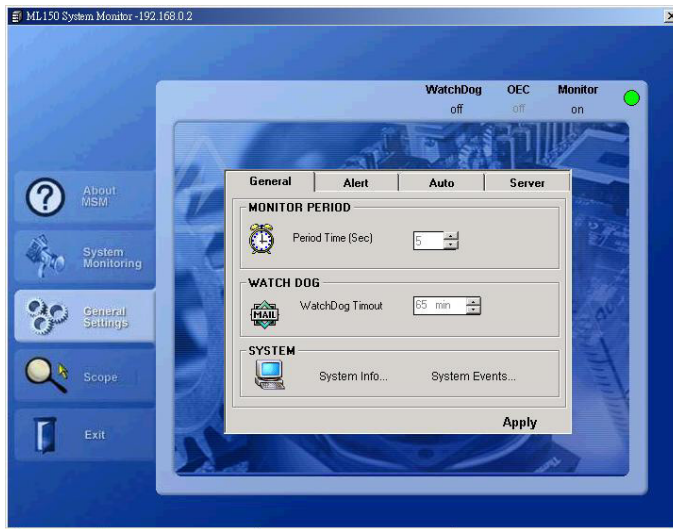 ML150 System Monitor -192.168.0.2
WatchDog OEC Monitor
off off on
About
MSM
System
Monitoring
General
Settings
Scope
Exit
General Alert Auto Server
MONITOR PERIOD
Period Time (Sec) 5
WATCH DOG
MAIL
WatchDog Timout 65 min
SYSTEM
System Info... System Events...
Apply